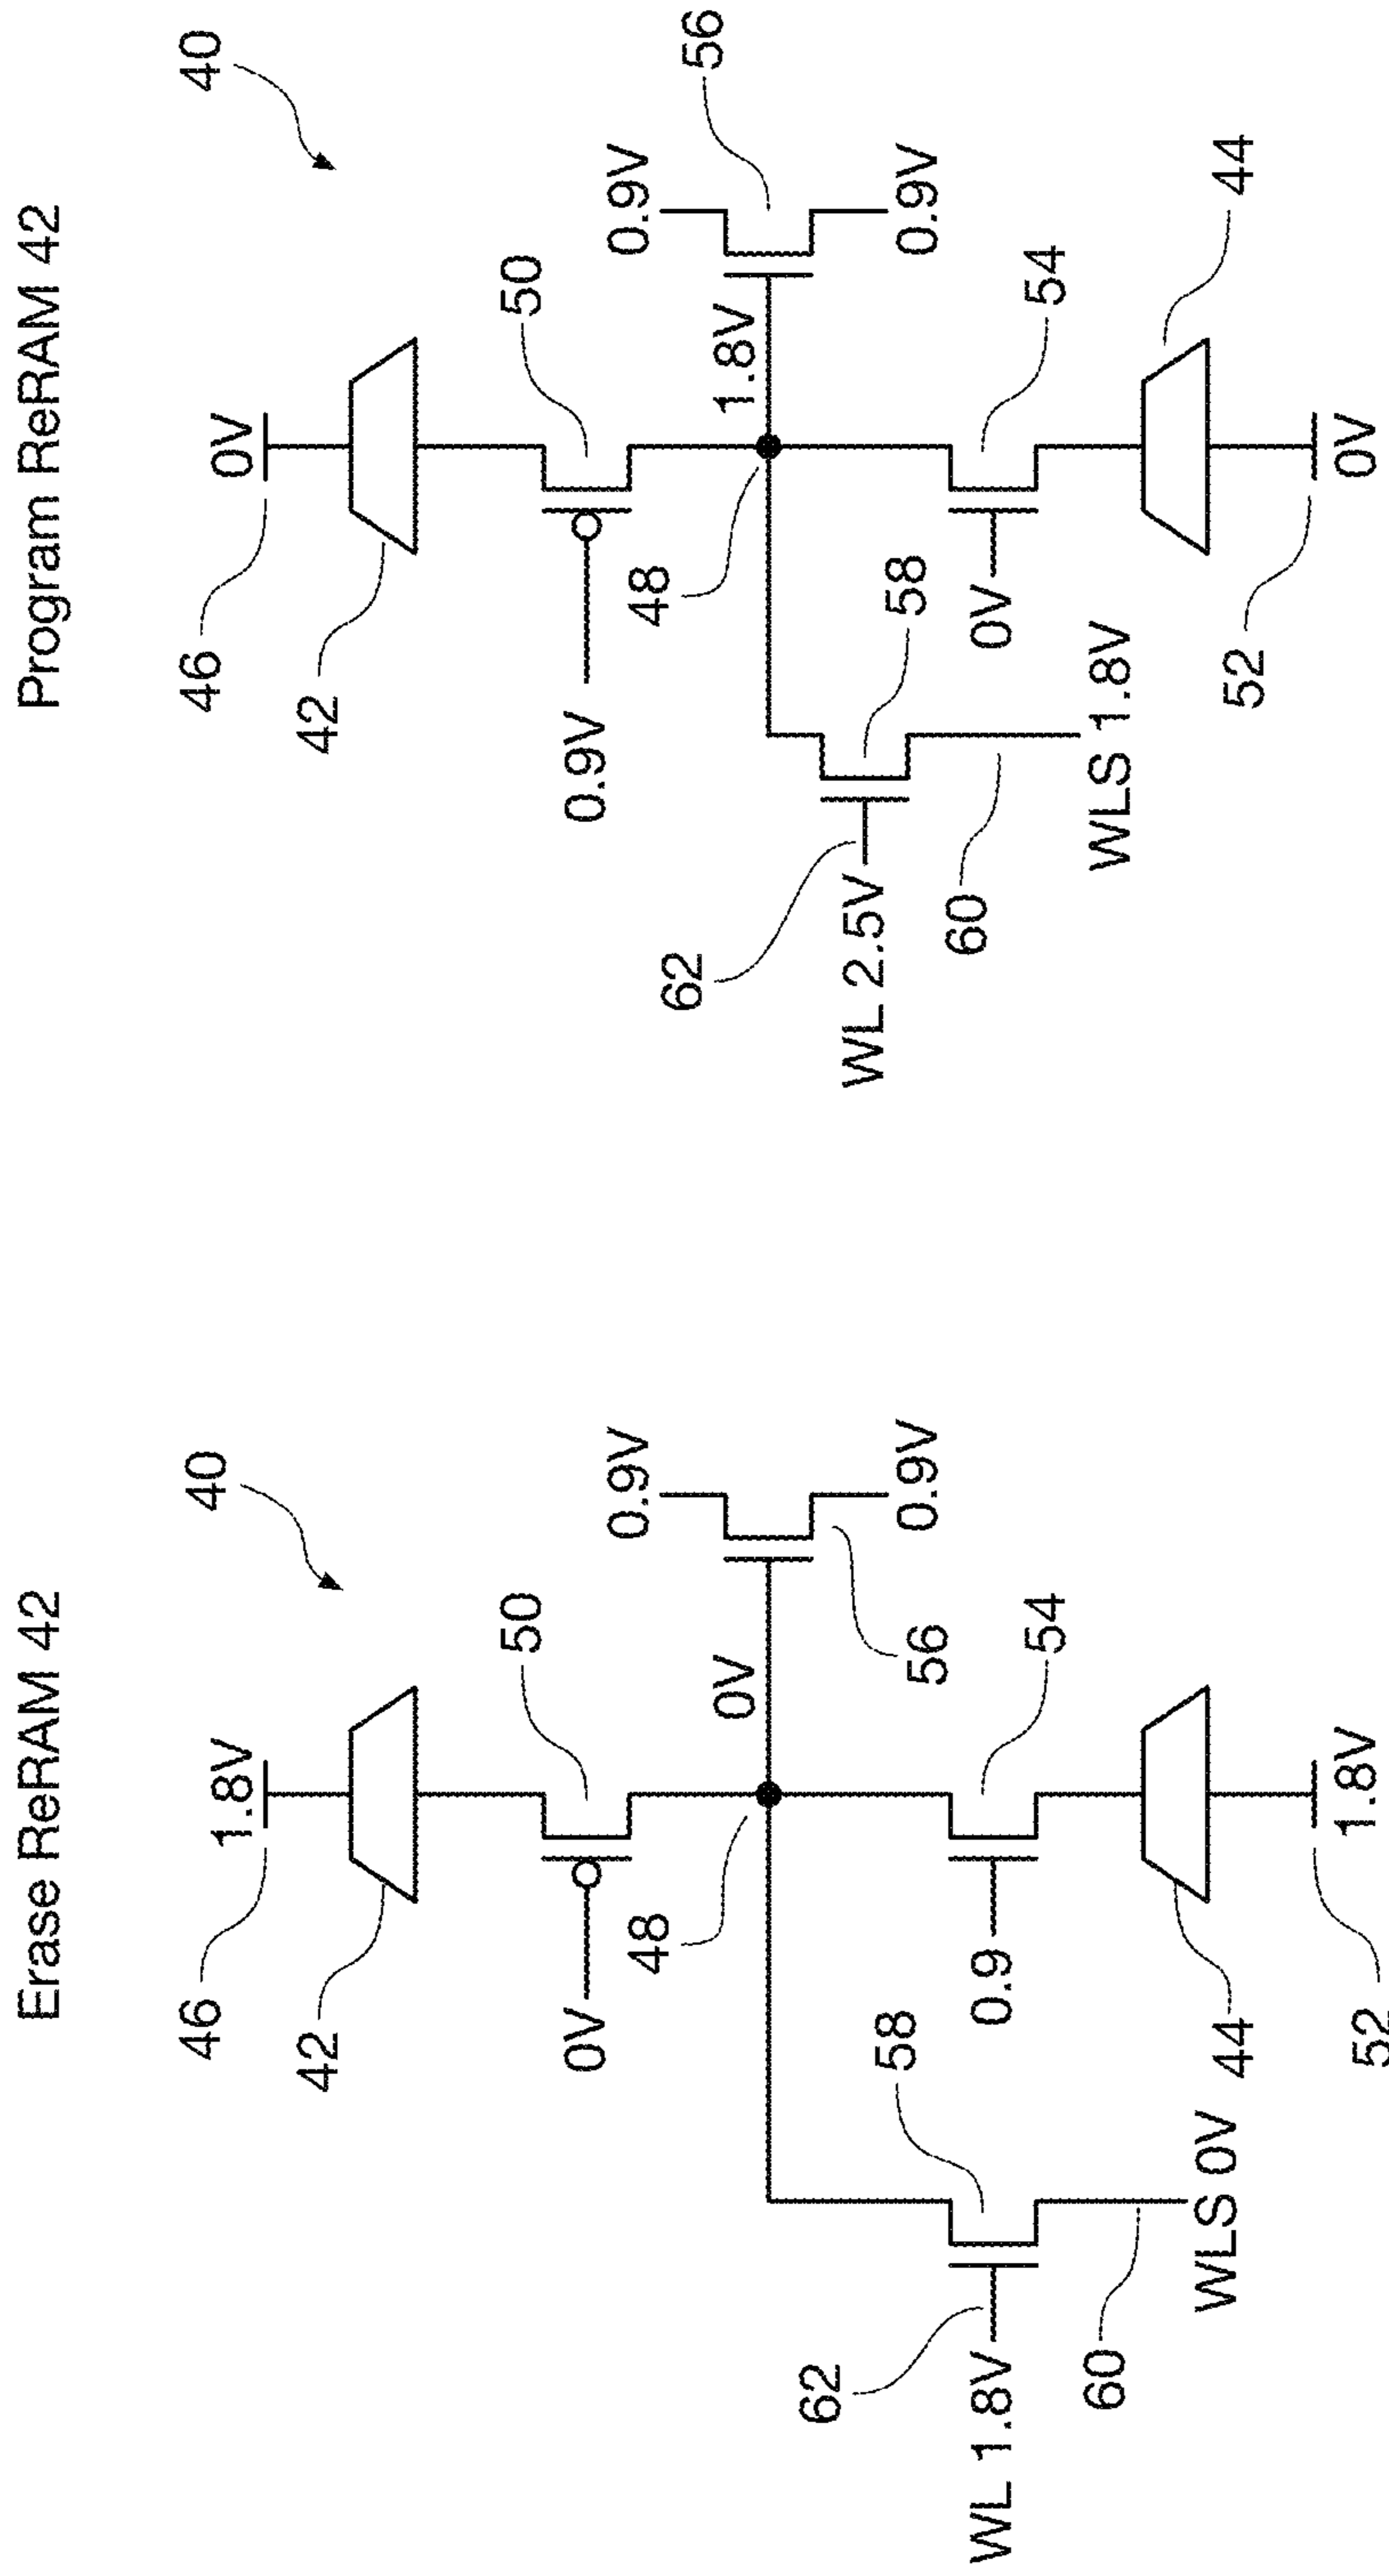 Erase ReRAM 42
40
46
1.8V
42
50
0V
0.9V
48
0V
56
0.9V
58
54
0.9
62
WL 1.8V
60
WLS 0V
44
52
1.8V
Program ReRAM 42
40
46
0V
42
50
0.9V
0.9V
56
48
1.8V
0.9V
58
54
0V
62
WL 2.5V
60
WLS 1.8V
44
52
0V